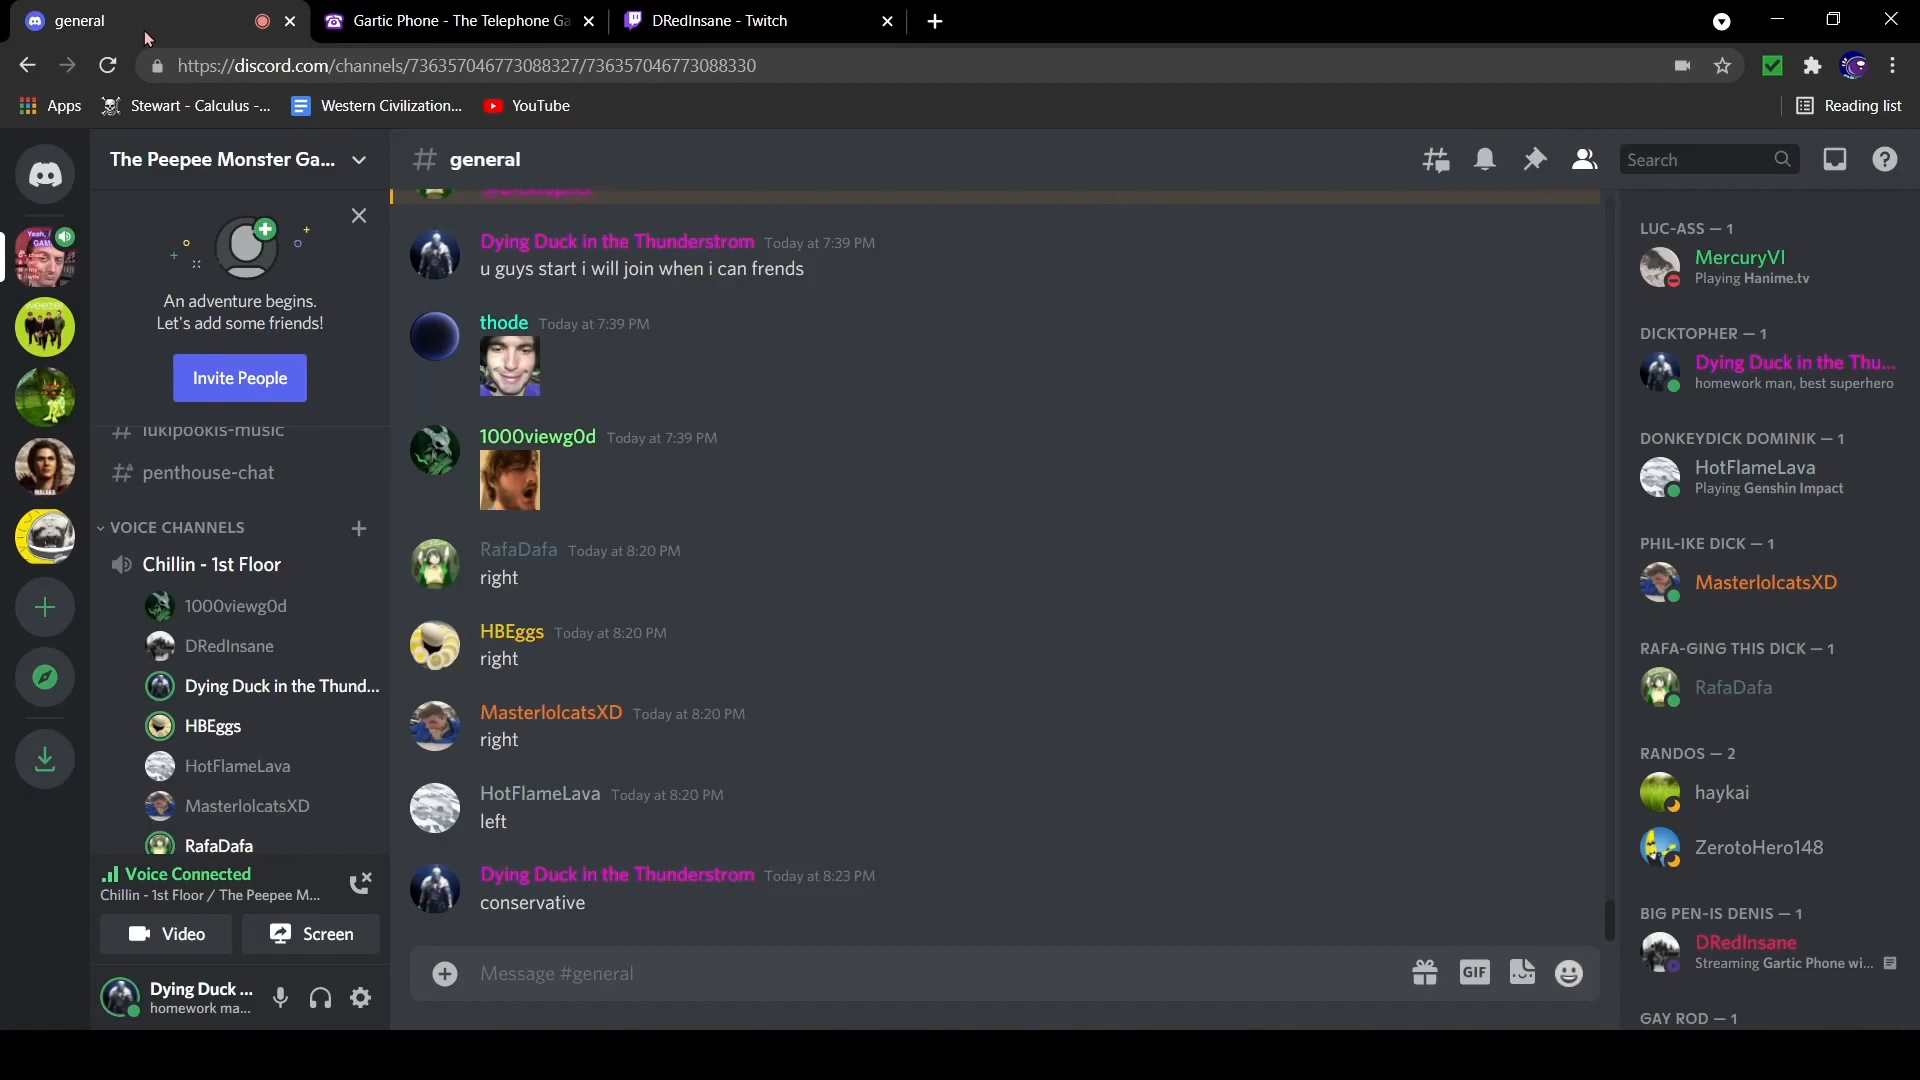 general
Gartic Phone - The Telephone Ga
DRedInsane - Twitch
https://discord.com/channels/736357046773088327/736357046773088330
Apps
Stewart - Calculus -...
Western Civilization...
YouTube
Reading list
The Peepee Monster Ga...
general
Search
An adventure begins.
Let's add some friends!
Invite People
lukipookis-music
penthouse-chat
VOICE CHANNELS
Chillin - 1st Floor
1000viewg0d
DRedInsane
Dying Duck in the Thund...
HBEggs
HotFlameLava
MasterlolcatsXD
RafaDafa
Voice Connected
Chillin - 1st Floor / The Peepee M...
Video
Screen
Dying Duck ...
homework ma...
@Dicktopher
Dying Duck in the Thunderstrom Today at 7:39 PM
u guys start i will join when i can frends
thode Today at 7:39 PM
1000viewg0d Today at 7:39 PM
RafaDafa Today at 8:20 PM
right
HBEggs Today at 8:20 PM
right
MasterlolcatsXD Today at 8:20 PM
right
HotFlameLava Today at 8:20 PM
left
Dying Duck in the Thunderstrom Today at 8:23 PM
conservative
Message #general
GIF
LUC-ASS — 1
MercuryVI
Playing Hanime.tv
DICKTOPHER — 1
Dying Duck in the Thu...
homework man, best superhero
DONKEYDICK DOMINIK — 1
HotFlameLava
Playing Genshin Impact
PHIL-IKE DICK — 1
MasterlolcatsXD
RAFA-GING THIS DICK — 1
RafaDafa
RANDOS — 2
haykai
ZerotoHero148
BIG PEN-IS DENIS — 1
DRedInsane
Streaming Gartic Phone wi...
GAY ROD — 1